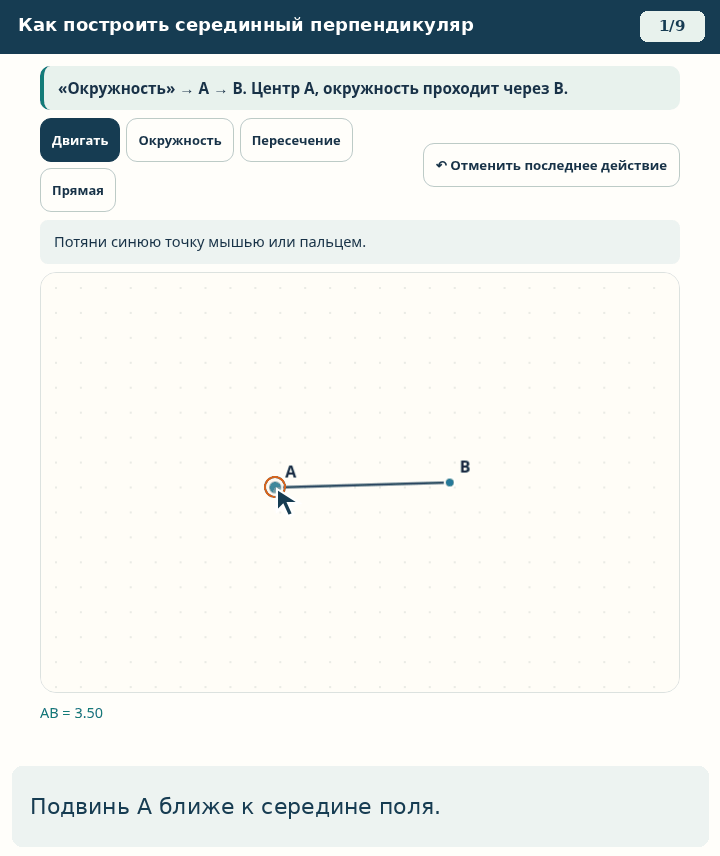 Как построить серединный перпендикуляр
1/9
«Окружность» → A → B. Центр A, окружность проходит через B.
Двигать
Окружность
Пересечение
Прямая
↶ Отменить последнее действие
Потяни синюю точку мышью или пальцем.
A
B
AB = 3.50
Подвинь A ближе к середине поля.